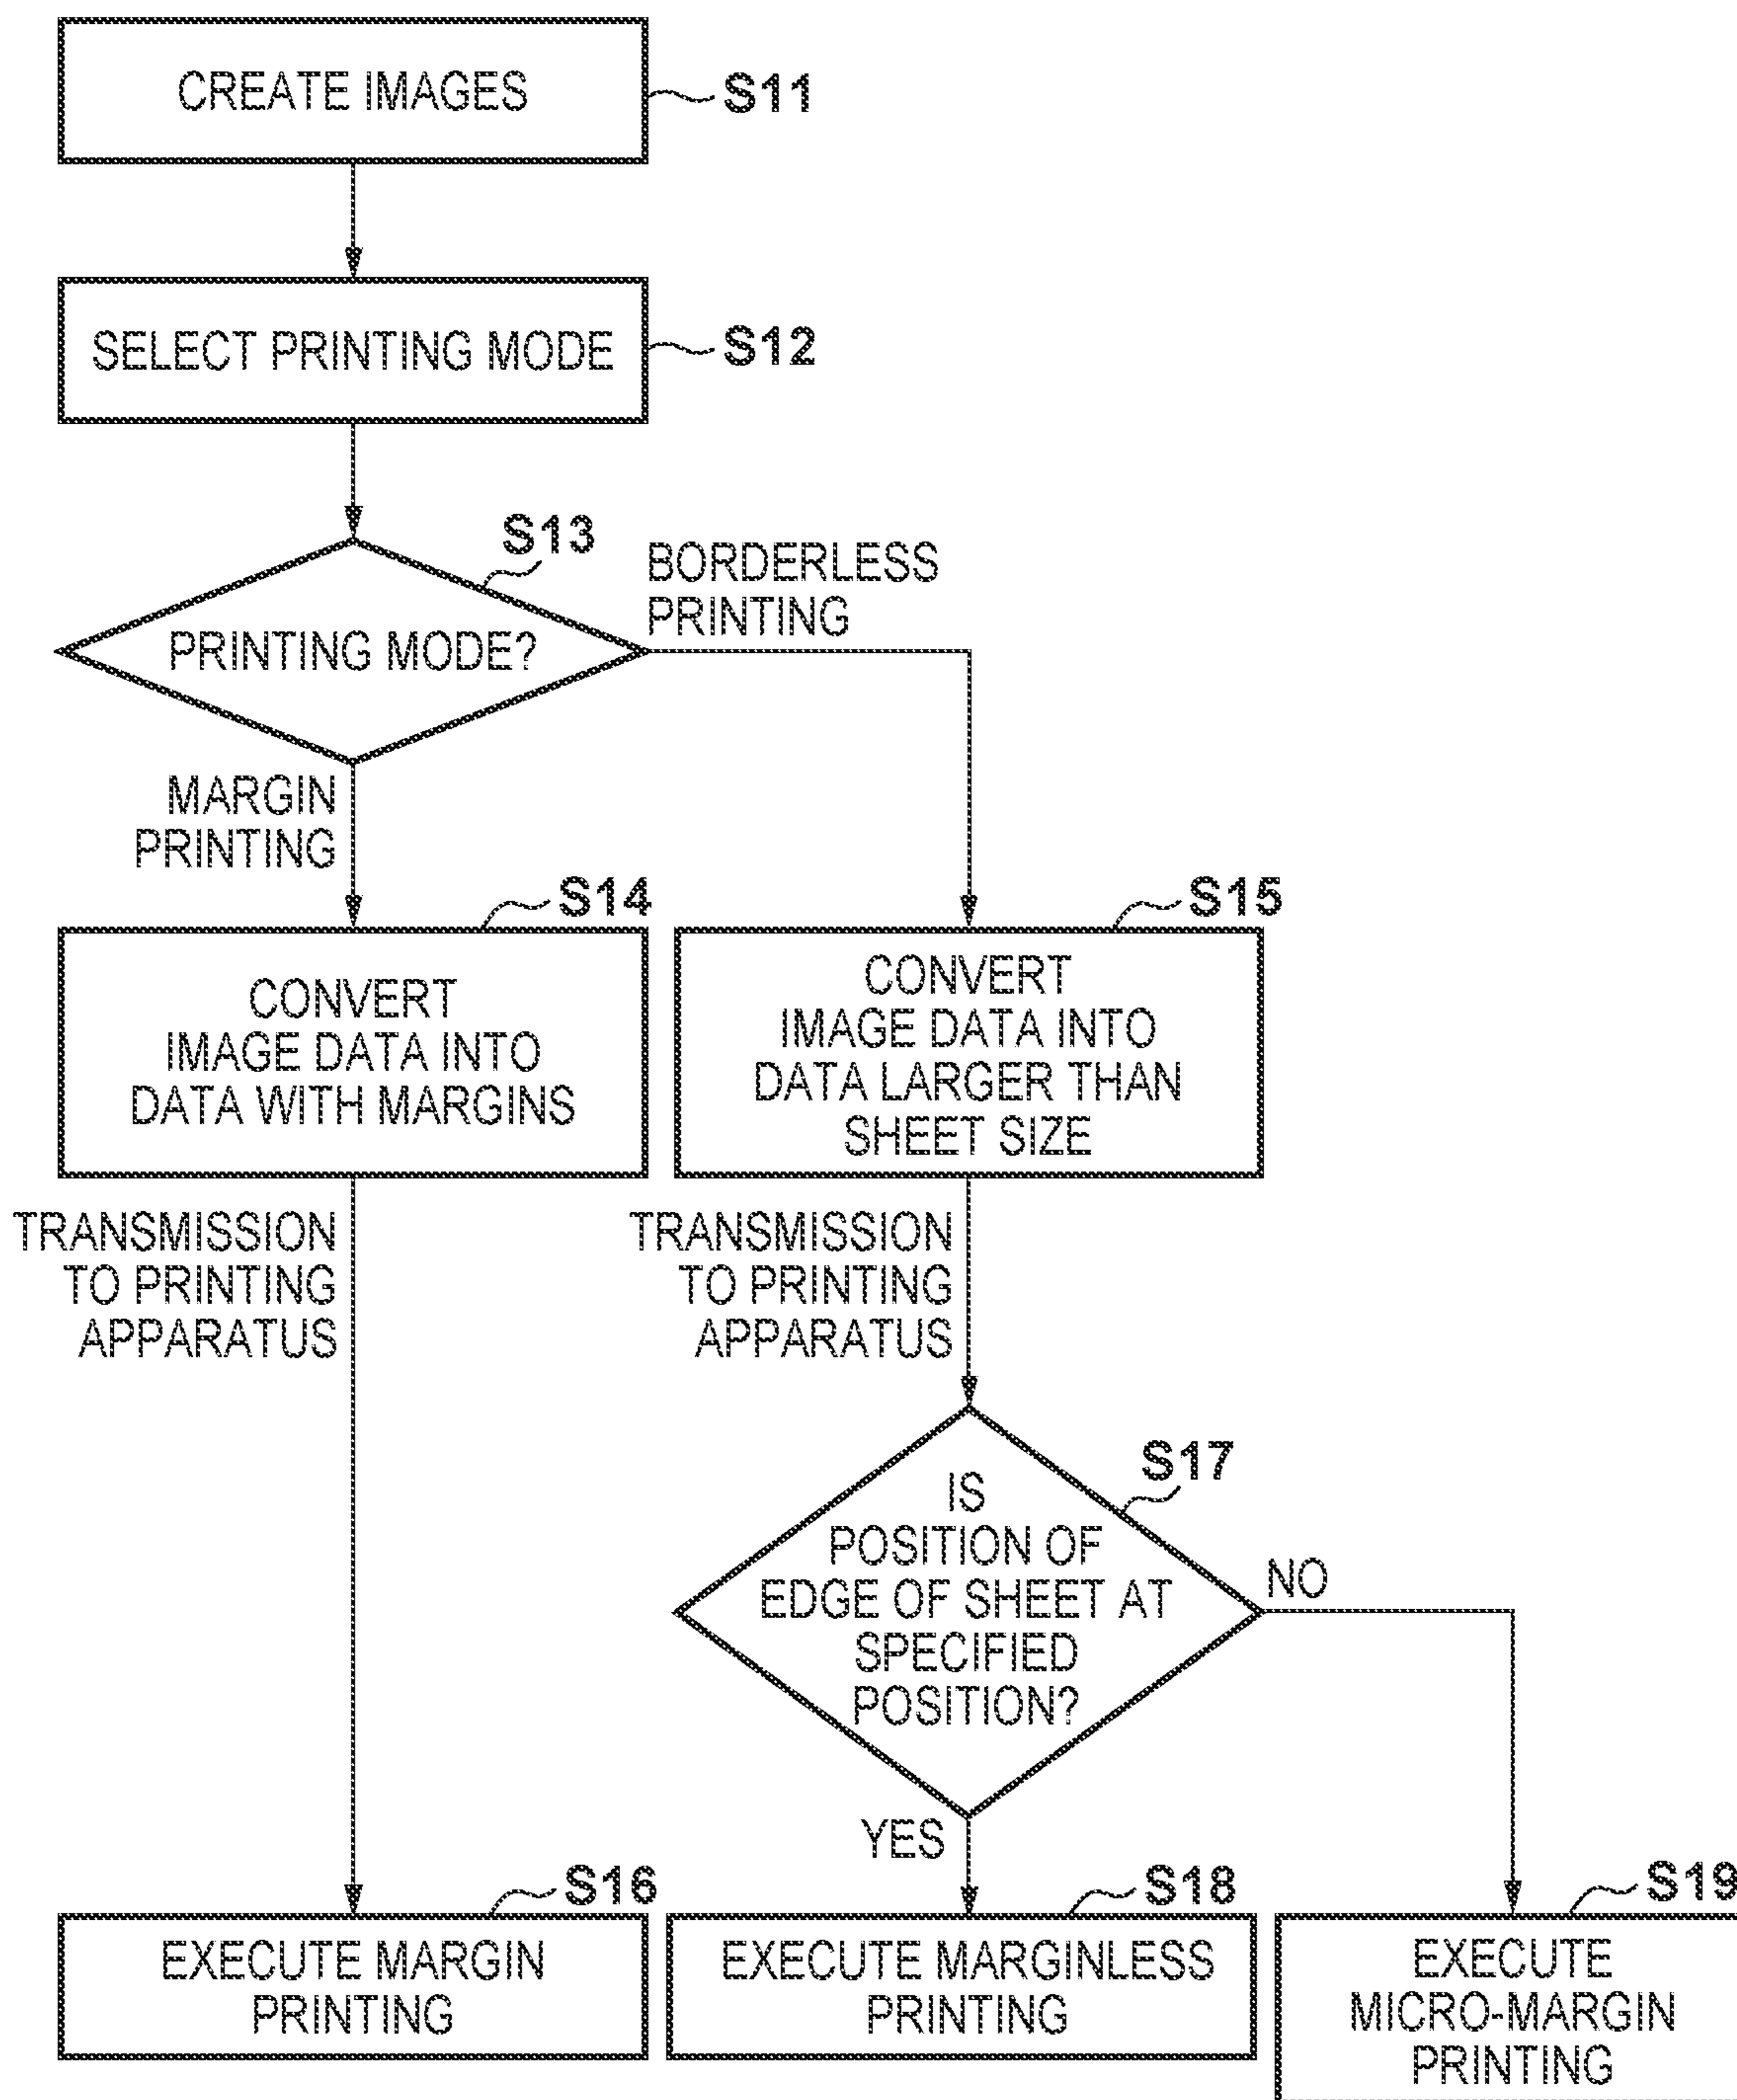 CREATE IMAGES
S11
SELECT PRINTING MODE
S12
S13
PRINTING MODE?
BORDERLESS
PRINTING
MARGIN
PRINTING
S14
CONVERT
IMAGE DATA INTO
DATA WITH MARGINS
S15
CONVERT
IMAGE DATA INTO
DATA LARGER THAN
SHEET SIZE
TRANSMISSION
TO PRINTING
APPARATUS
TRANSMISSION
TO PRINTING
APPARATUS
S17
IS
POSITION OF
EDGE OF SHEET AT
SPECIFIED
POSITION?
NO
YES
S16
EXECUTE MARGIN
PRINTING
S18
EXECUTE MARGINLESS
PRINTING
S19
EXECUTE
MICRO-MARGIN
PRINTING